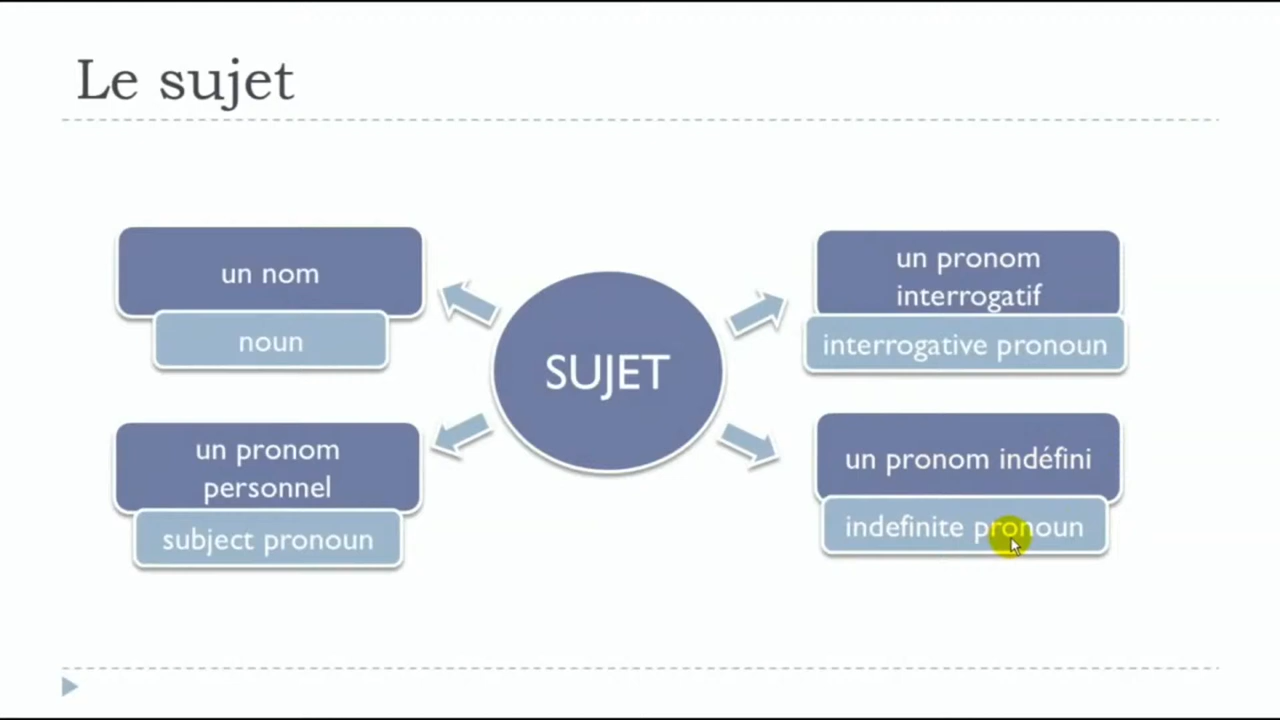 Le sujet
un nom
noun
un pronom
personnel
subject pronoun
SUJET
un pronom
interrogatif
interrogative pronoun
un pronom indéfini
indefinite pronoun